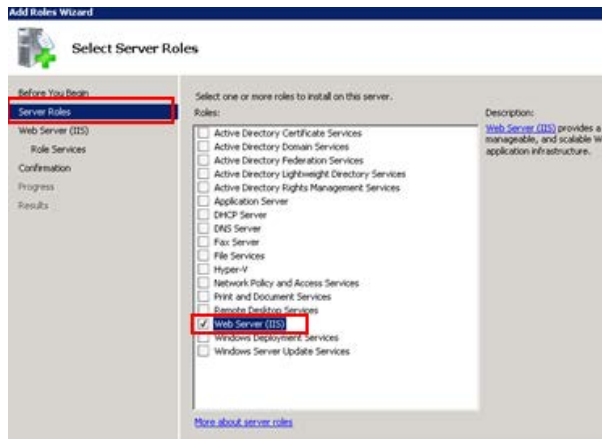 Add Roles Wizard
Select Server Roles
Before You Begin
Server Roles
Web Server (IIS)
Role Services
Confirmation
Progress
Results
Select one or more roles to install on this server.
Roles:
Active Directory Certificate Services
Active Directory Domain Services
Active Directory Federation Services
Active Directory Lightweight Directory Services
Active Directory Rights Management Services
Application Server
DHCP Server
DNS Server
Fax Server
File Services
Hyper-V
Network Policy and Access Services
Print and Document Services
Remote Desktop Services
Web Server (IIS)
Windows Deployment Services
Windows Server Update Services
More about server roles
Description:
Web Server (IIS) provides a
manageable, and scalable W
application infrastructure.